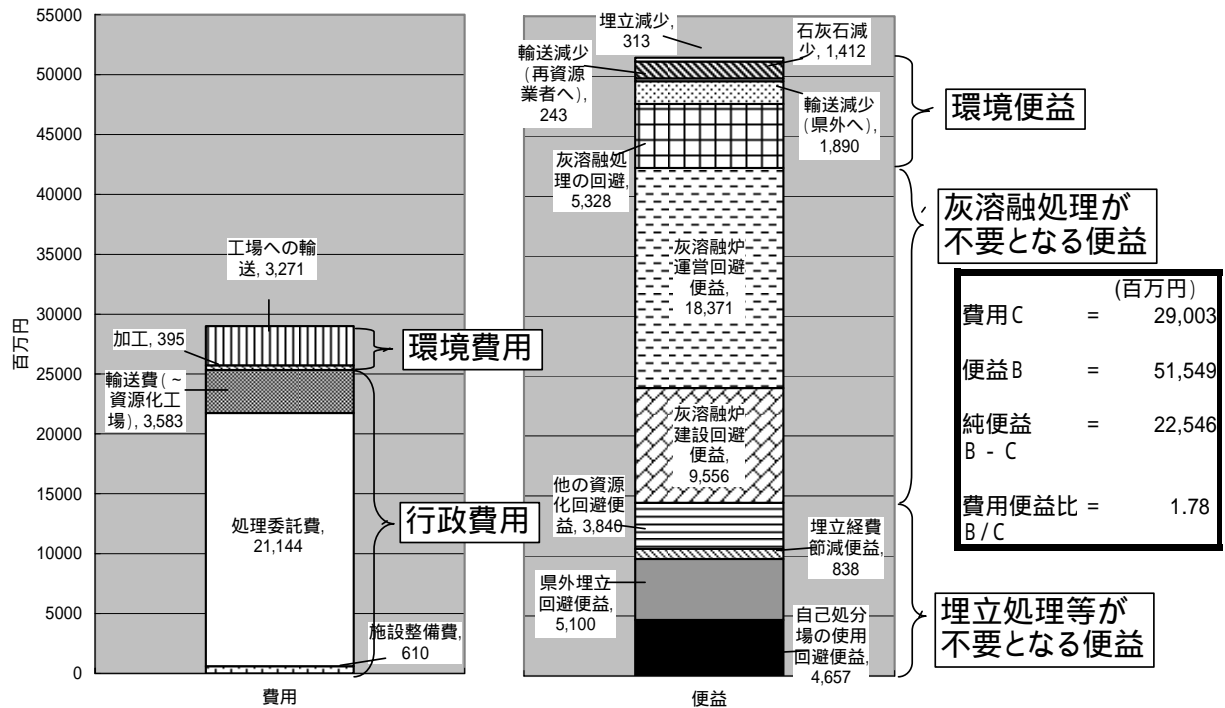 55000
50000
45000
40000
35000
30000
25000
20000
15000
10000
5000
0
百万円
工場への輸
送, 3,271
加工, 395
輸送費(~
資源化工
場), 3,583
処理委託費,
21,144
施設整備費,
610
費用
環境費用
行政費用
埋立減少,
313
石灰石減
少, 1,412
輸送減少
(再資源
業者へ),
243
輸送減少
(県外へ),
1,890
灰溶融処
理の回避,
5,328
灰溶融炉
運営回避
便益,
18,371
灰溶融炉
建設回避
便益,
9,556
他の資源
化回避便
益, 3,840
埋立経費
節減便益,
838
県外埋立
回避便益,
5,100
自己処分
場の使用
回避便益,
4,657
便益
環境便益
灰溶融処理が
不要となる便益
埋立処理等が
不要となる便益
(百万円)
費用C = 29,003
便益B = 51,549
純便益 = 22,546
B - C
費用便益比 = 1.78
B/C